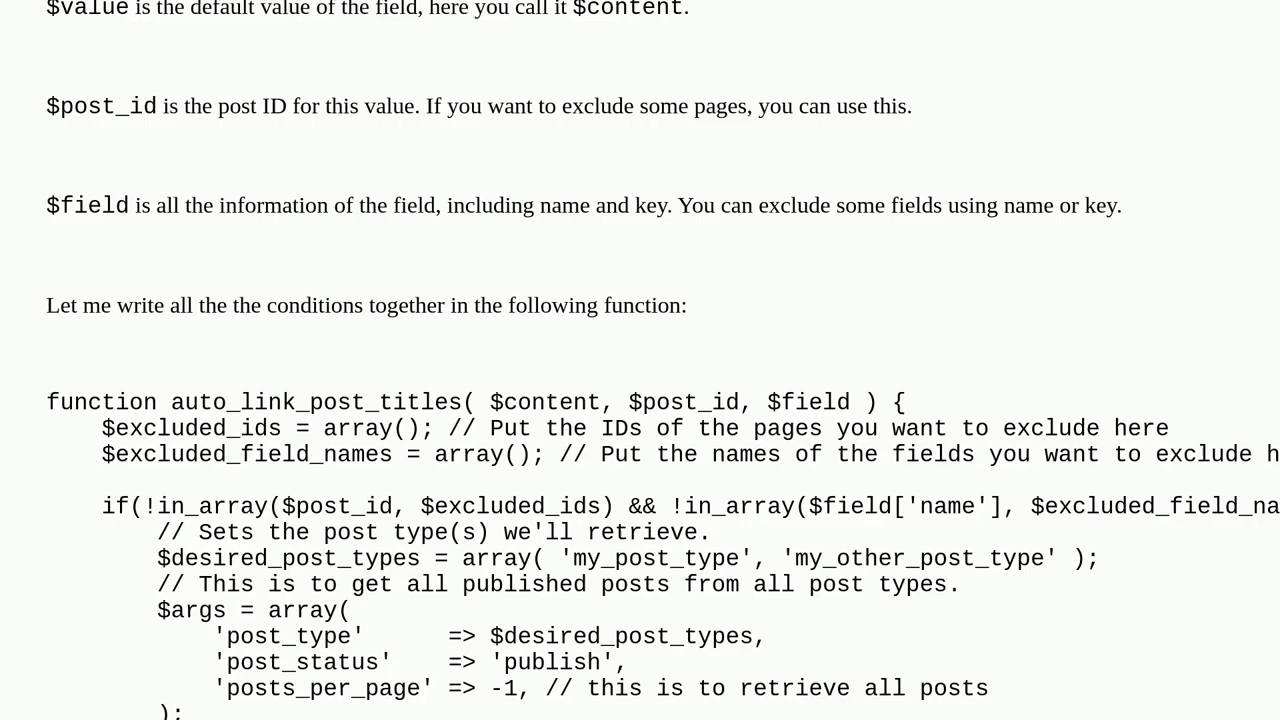 $value is the default value of the field, here you call it $content.
$post_id is the post ID for this value. If you want to exclude some pages, you can use this.
$field is all the information of the field, including name and key. You can exclude some fields using name or key.
Let me write all the the conditions together in the following function:
function auto_link_post_titles( $content, $post_id, $field ) {
    $excluded_ids = array(); // Put the IDs of the pages you want to exclude here
    $excluded_field_names = array(); // Put the names of the fields you want to exclude h
    if(!in_array($post_id, $excluded_ids) && !in_array($field['name'], $excluded_field_na
        // Sets the post type(s) we'll retrieve.
        $desired_post_types = array( 'my_post_type', 'my_other_post_type' );
        // This is to get all published posts from all post types.
        $args = array(
            'post_type'      => $desired_post_types,
            'post_status'    => 'publish',
            'posts_per_page' => -1, // this is to retrieve all posts
        );